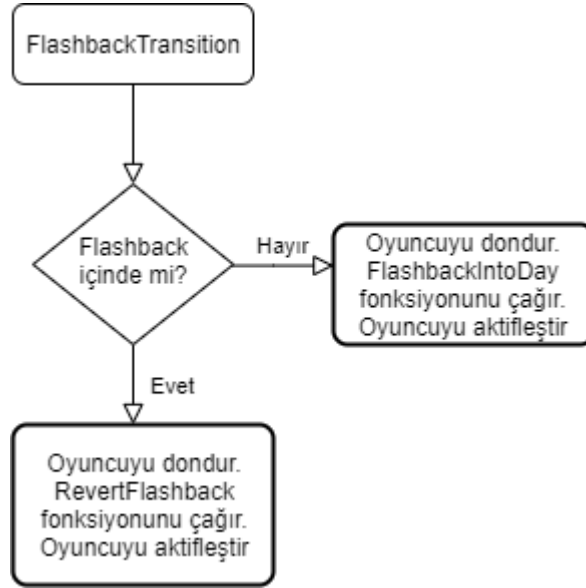 FlashbackTransition
Flashback
içinde mi?
Hayır
Oyuncuyu dondur.
FlashbackIntoDay
fonksiyonunu çağır.
Oyuncuyu aktifleştir
Evet
Oyuncuyu dondur.
RevertFlashback
fonksiyonunu çağır.
Oyuncuyu aktifleştir